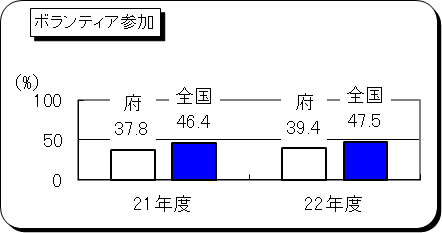 ボランティア参加
(%)
100
50
0
府 全国 府 全国
37.8 46.4 39.4 47.5
21年度 22年度